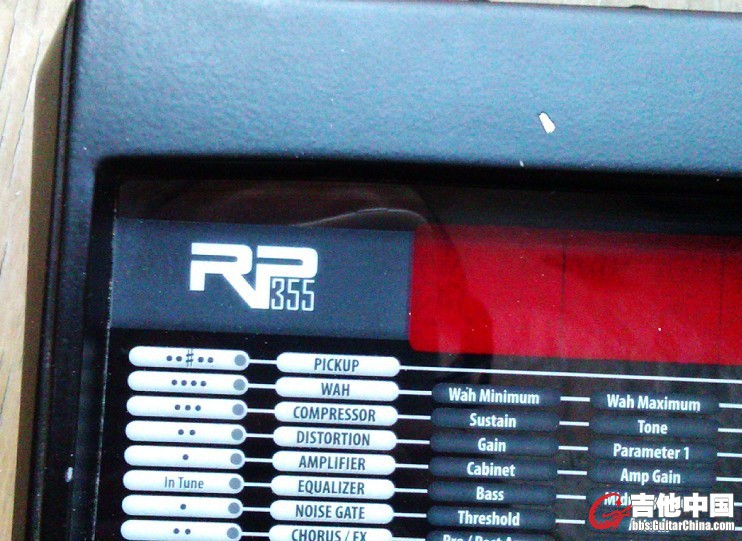 RP
355
••#•• PICKUP
•••• WAH Wah Minimum Wah Maximum
••• COMPRESSOR Sustain Tone
•• DISTORTION Gain Parameter 1
• AMPLIFIER Cabinet Amp Gain
In Tune EQUALIZER Bass
• NOISE GATE Threshold
•• CHORUS / FX
吉他中国
bbs.GuitarChina.com